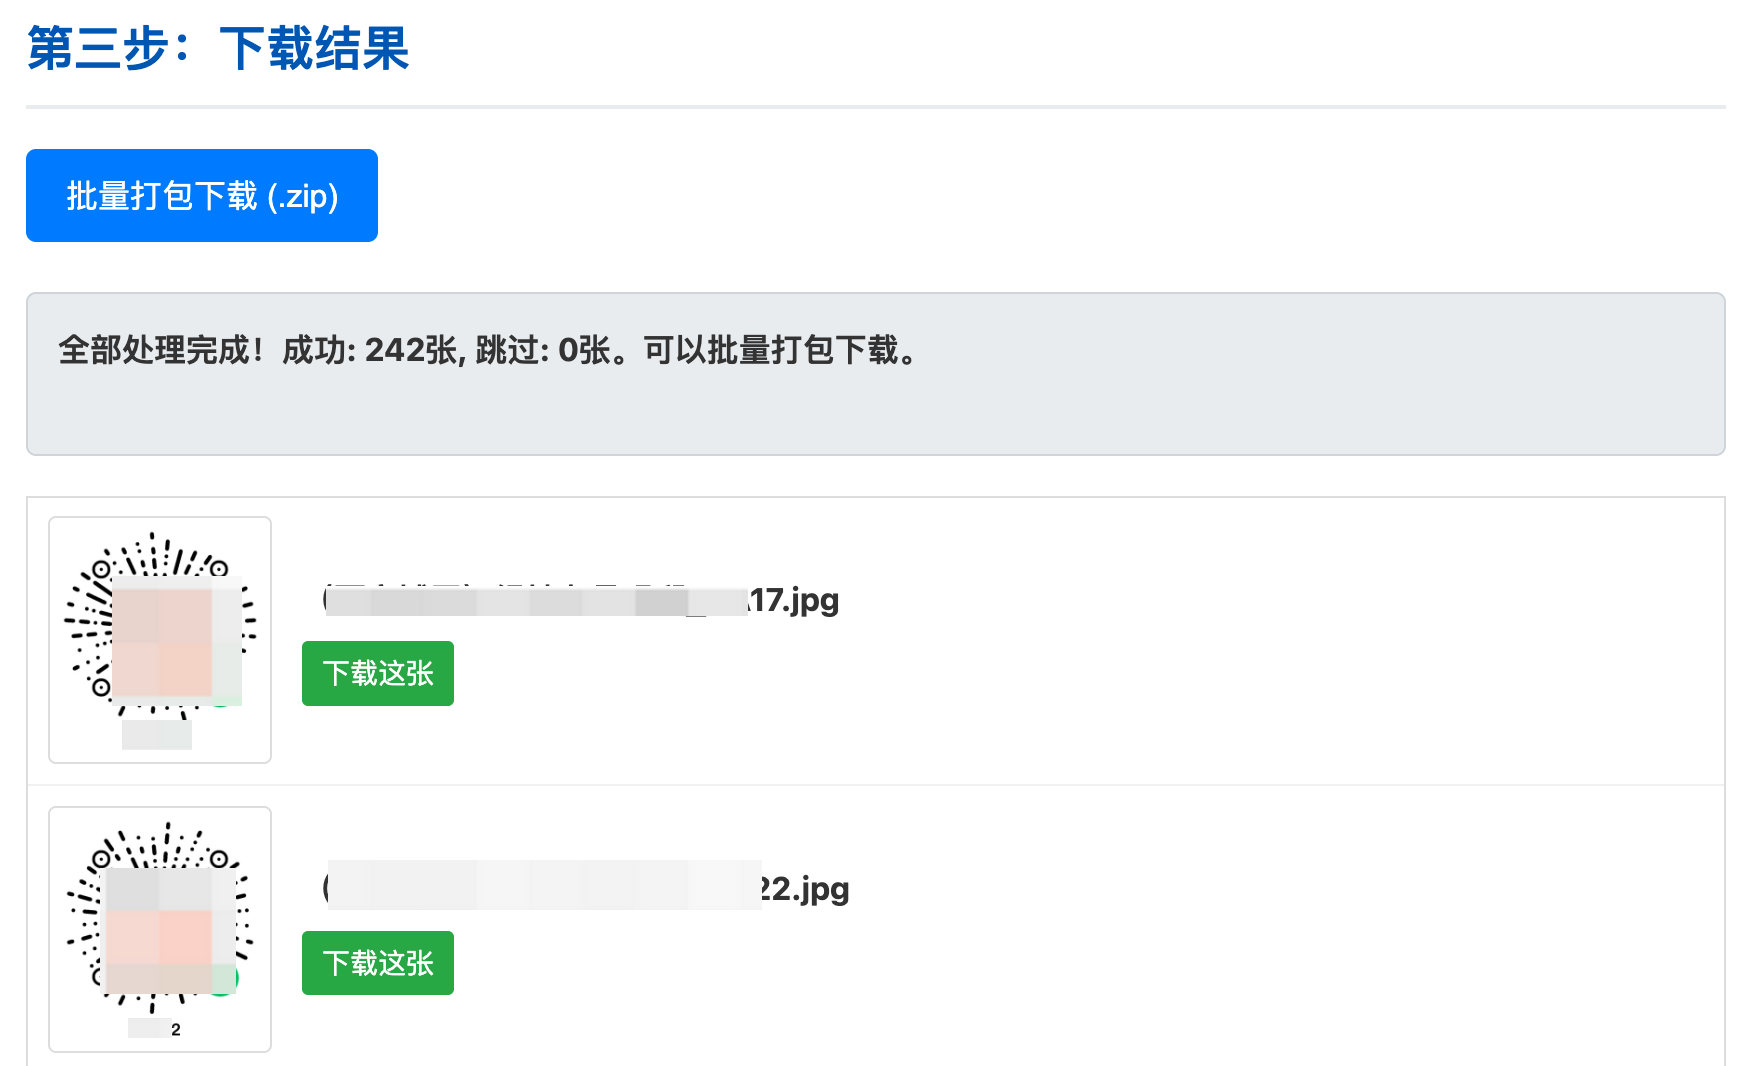 第三步：下载结果
批量打包下载 (.zip)
全部处理完成！成功: 242张, 跳过: 0张。可以批量打包下载。
17.jpg
下载这张
22.jpg
下载这张
2